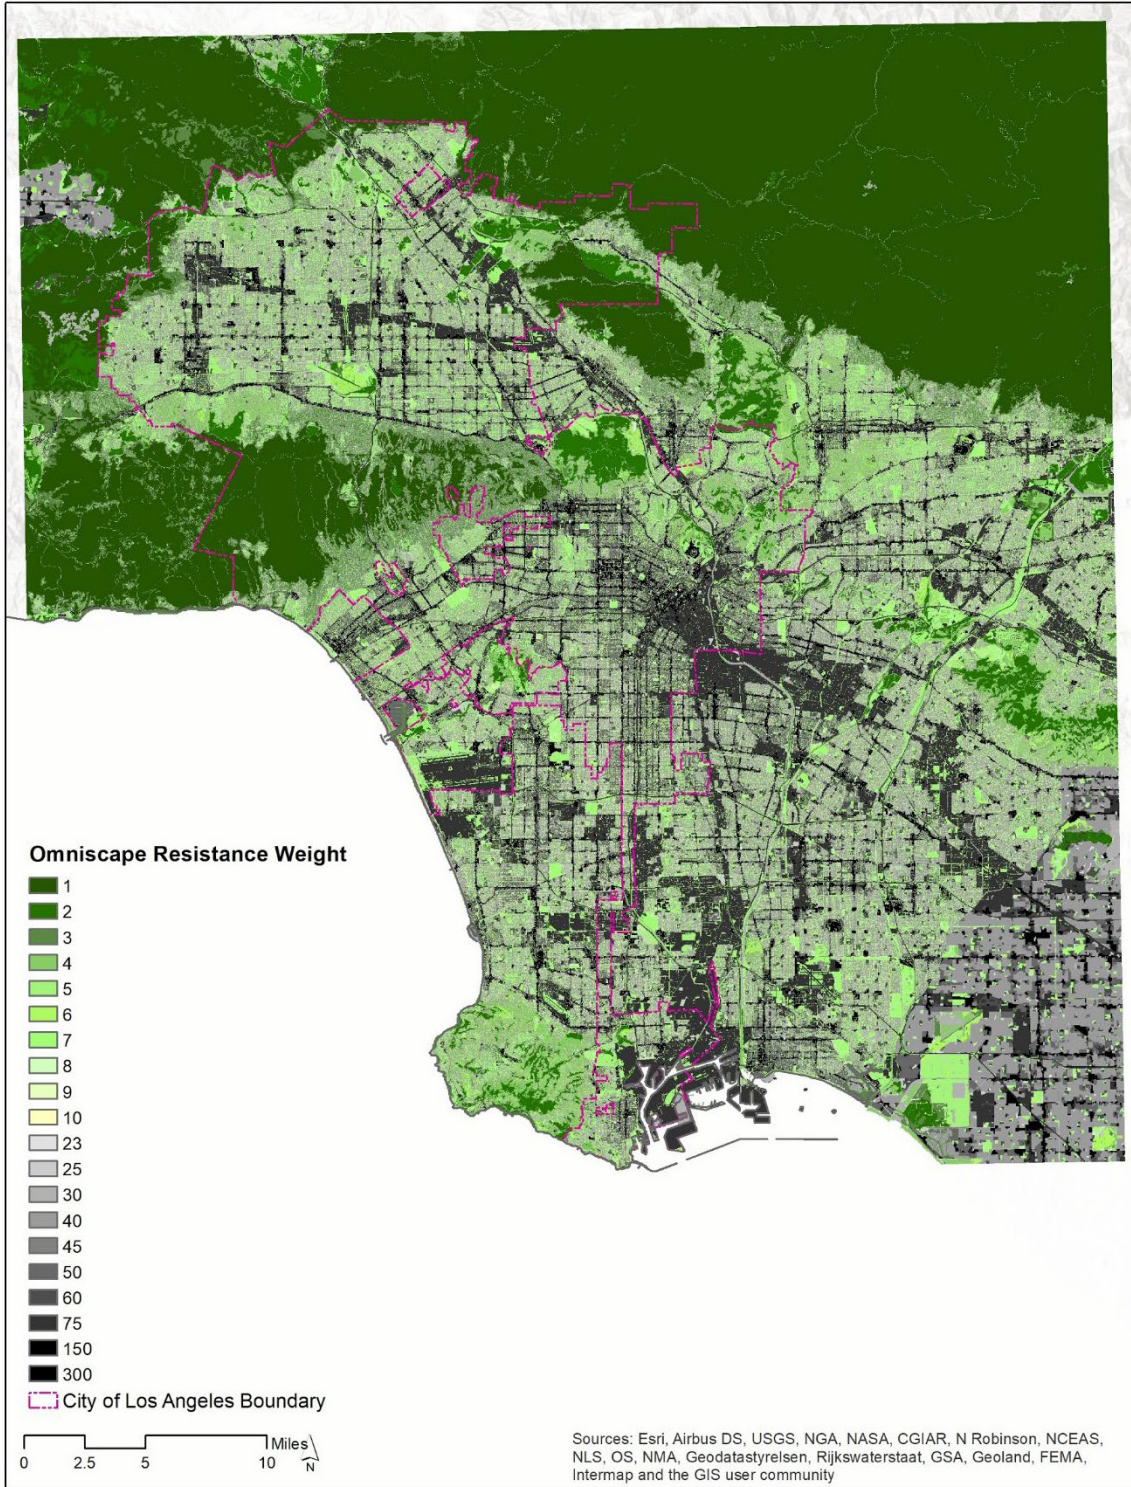 Omniscape Resistance Weight
1
2
3
4
5
6
7
8
9
10
23
25
30
40
45
50
60
75
150
300
City of Los Angeles Boundary
Miles
0 2.5 5 10
N
Sources: Esri, Airbus DS, USGS, NGA, NASA, CGIAR, N Robinson, NCEAS,
NLS, OS, NMA, Geodatastyrelsen, Rijkswaterstaat, GSA, Geoland, FEMA,
Intermap and the GIS user community